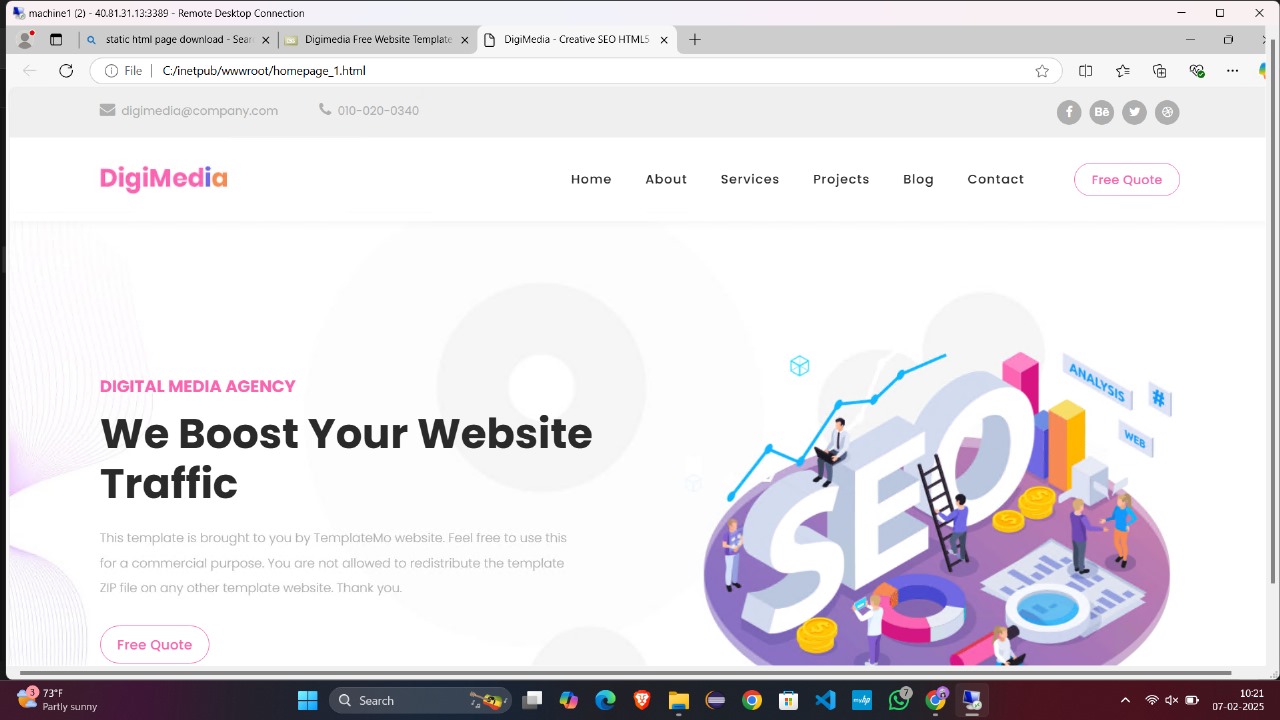 machine1 (2) - 40.81.31.13:3389 - Remote Desktop Connection
static html page download - Sear
Digimedia Free Website Template
DigiMedia - Creative SEO HTML5
File
C:/inetpub/wwwroot/homepage_1.html
digimedia@company.com
010-020-0340
DigiMedia
Home About Services Projects Blog Contact
Free Quote
DIGITAL MEDIA AGENCY
We Boost Your Website
Traffic
This template is brought to you by TemplateMo website. Feel free to use this
for a commercial purpose. You are not allowed to redistribute the template
ZIP file on any other template website. Thank you.
Free Quote
SEO
ANALYSIS
#
WEB
3
73°F
Partly sunny
Search
myhp
7
10:21
07-02-2025